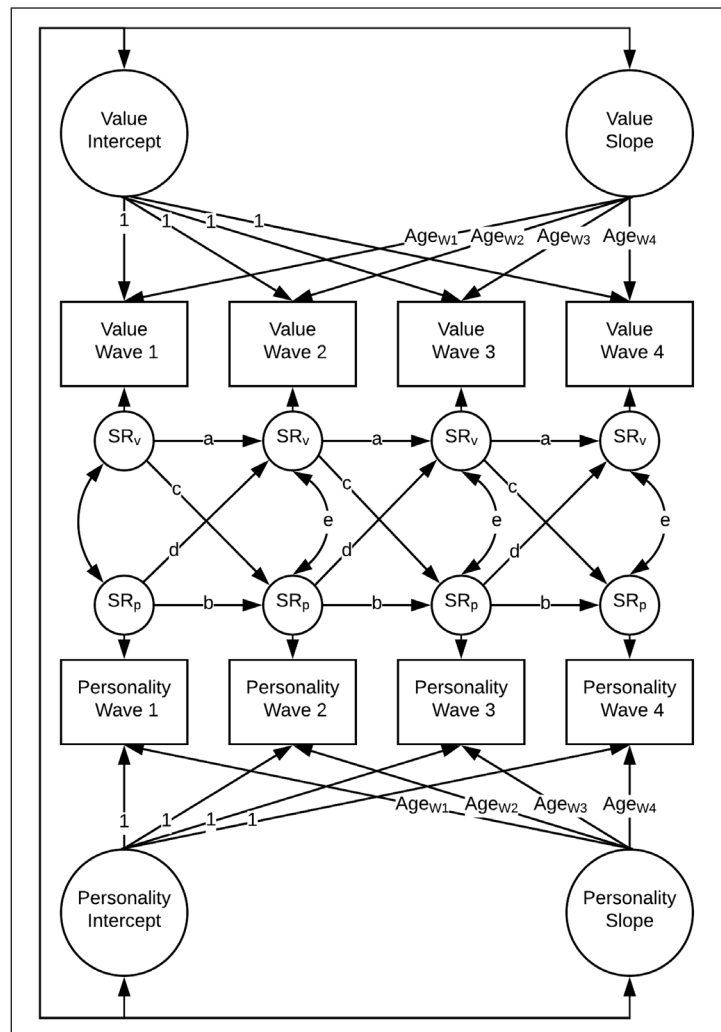 Value
Intercept
Value
Slope
1
1
1
1
Age_W1
Age_W2
Age_W3
Age_W4
Value
Wave 1
Value
Wave 2
Value
Wave 3
Value
Wave 4
SR_v
a
SR_v
a
SR_v
a
SR_v
c
c
c
e
e
e
d
d
d
SR_p
b
SR_p
b
SR_p
b
SR_p
Personality
Wave 1
Personality
Wave 2
Personality
Wave 3
Personality
Wave 4
1
1
1
1
Age_W1
Age_W2
Age_W3
Age_W4
Personality
Intercept
Personality
Slope